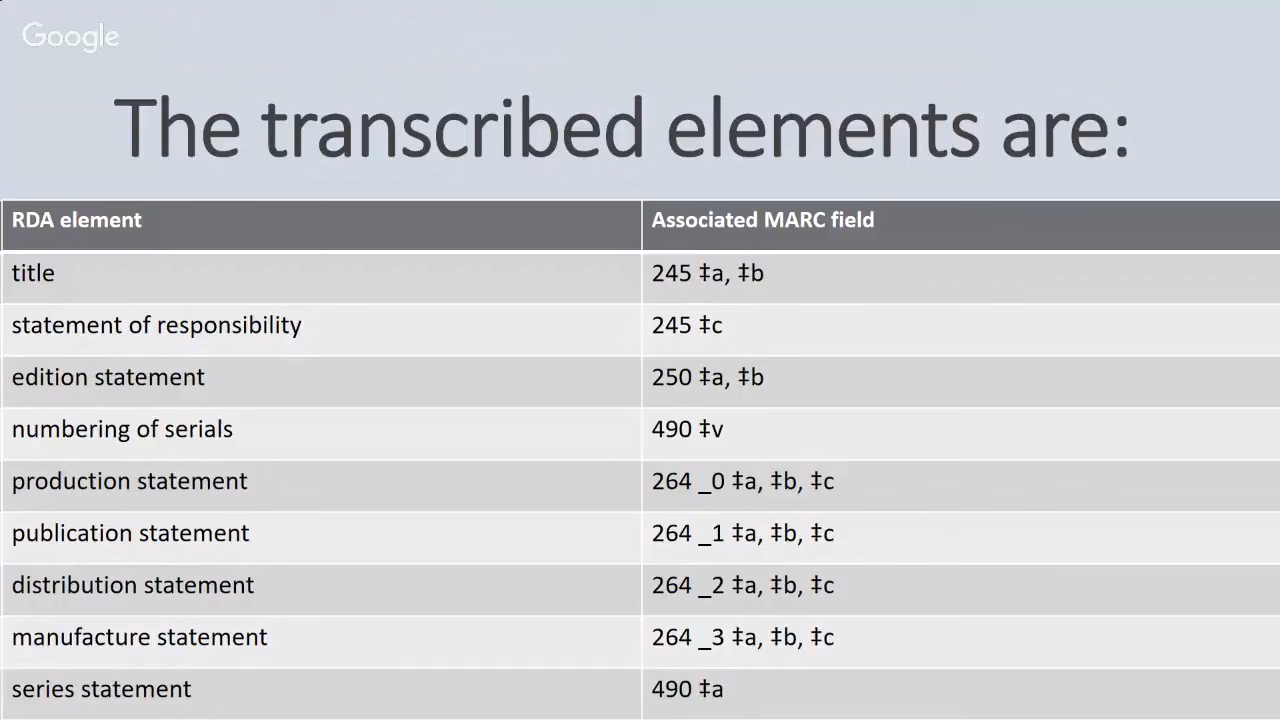 Google
The transcribed elements are:
RDA element Associated MARC field
title 245 ‡a, ‡b
statement of responsibility 245 ‡c
edition statement 250 ‡a, ‡b
numbering of serials 490 ‡v
production statement 264 _0 ‡a, ‡b, ‡c
publication statement 264 _1 ‡a, ‡b, ‡c
distribution statement 264 _2 ‡a, ‡b, ‡c
manufacture statement 264 _3 ‡a, ‡b, ‡c
series statement 490 ‡a